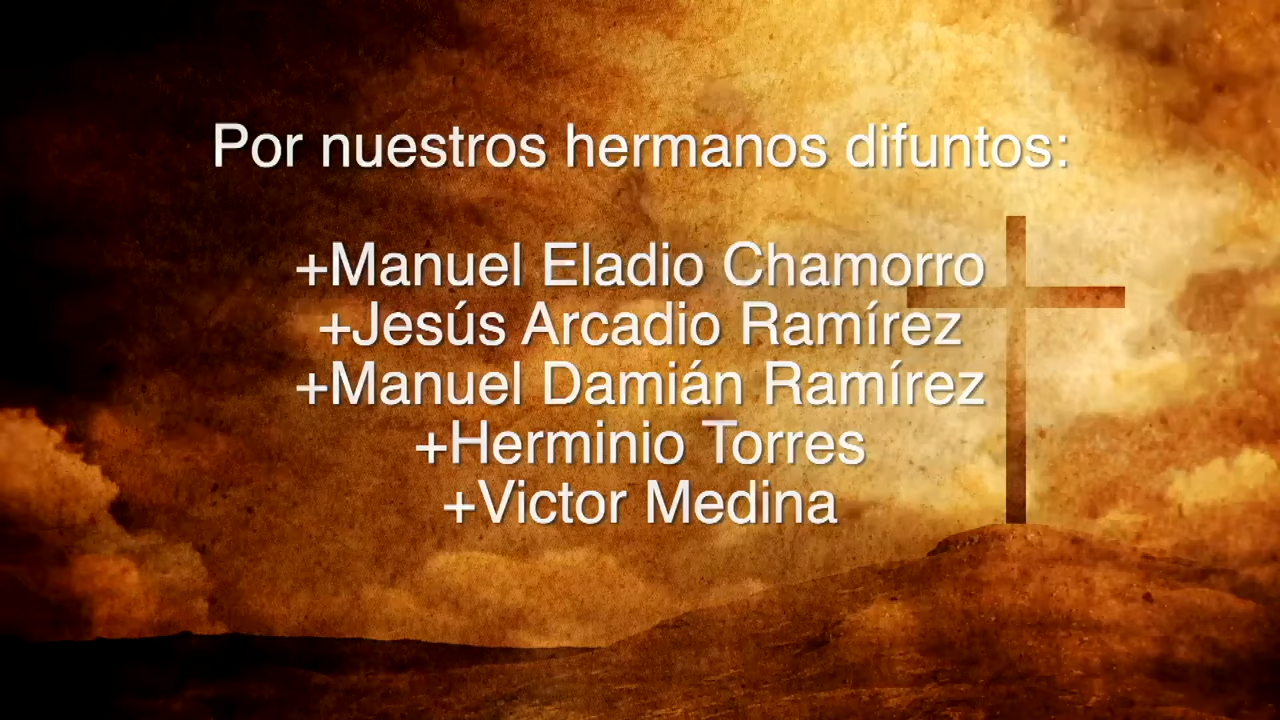 Por nuestros hermanos difuntos:
+Manuel Eladio Chamorro
+Jesús Arcadio Ramírez
+Manuel Damián Ramírez
+Herminio Torres
+Victor Medina